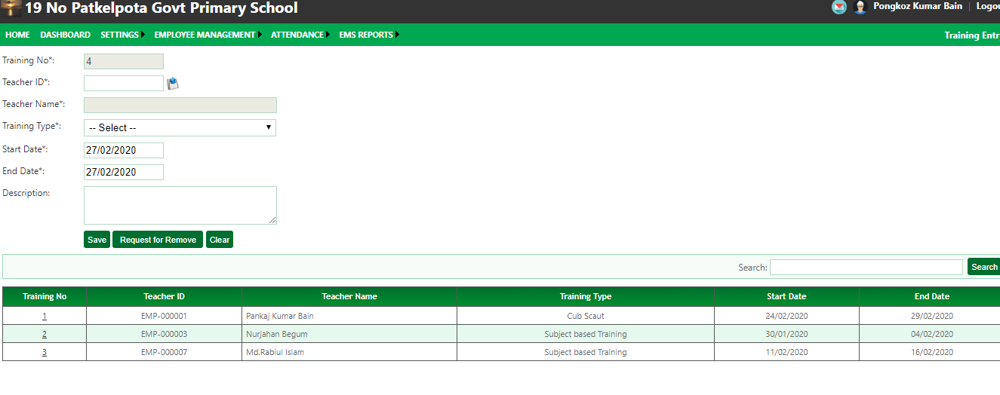 19 No Patkelpota Govt Primary School
Pongkoz Kumar Bain | Logou
HOME DASHBOARD SETTINGS EMPLOYEE MANAGEMENT ATTENDANCE EMS REPORTS Training Entr
Training No*: 4
Teacher ID*:
Teacher Name*:
Training Type*: -- Select --
Start Date*: 27/02/2020
End Date*: 27/02/2020
Description:
Save Request for Remove Clear
Search: Search
Training No Teacher ID Teacher Name Training Type Start Date End Date
1 EMP-000001 Pankaj Kumar Bain Cub Scaut 24/02/2020 29/02/2020
2 EMP-000003 Nurjahan Begum Subject based Training 30/01/2020 04/02/2020
3 EMP-000007 Md.Rabiul Islam Subject based Training 11/02/2020 16/02/2020